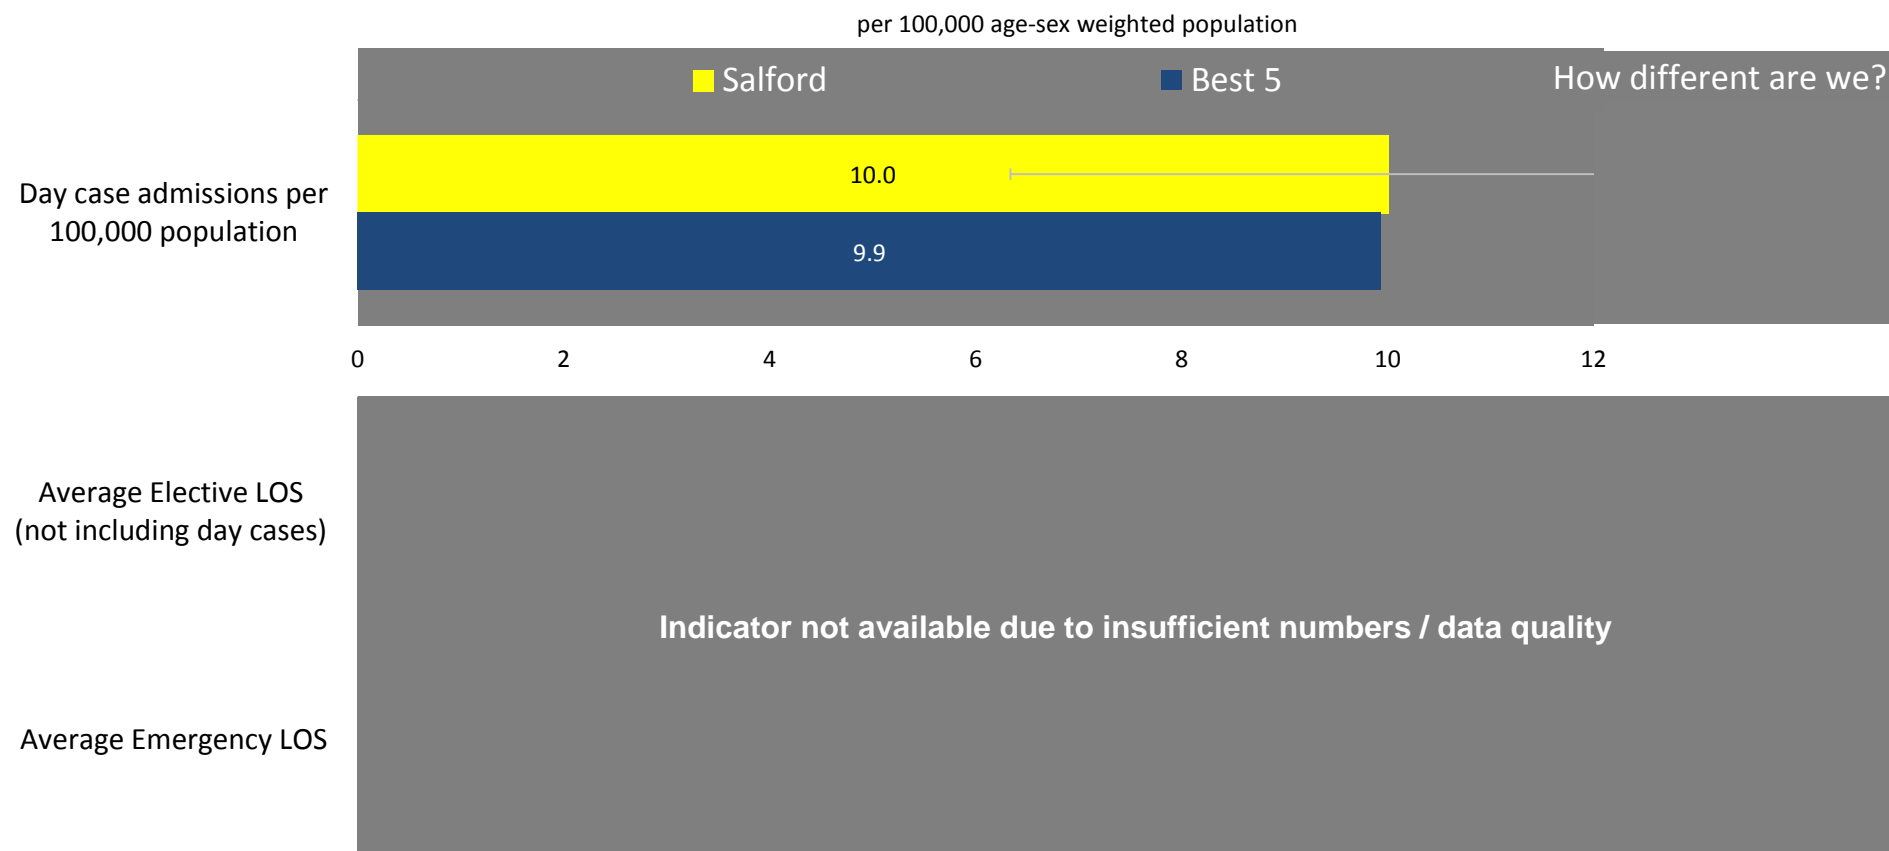 per 100,000 age-sex weighted population
Salford
Best 5
How different are we?
Day case admissions per
100,000 population
10.0
9.9
0 2 4 6 8 10 12
Average Elective LOS
(not including day cases)
Indicator not available due to insufficient numbers / data quality
Average Emergency LOS